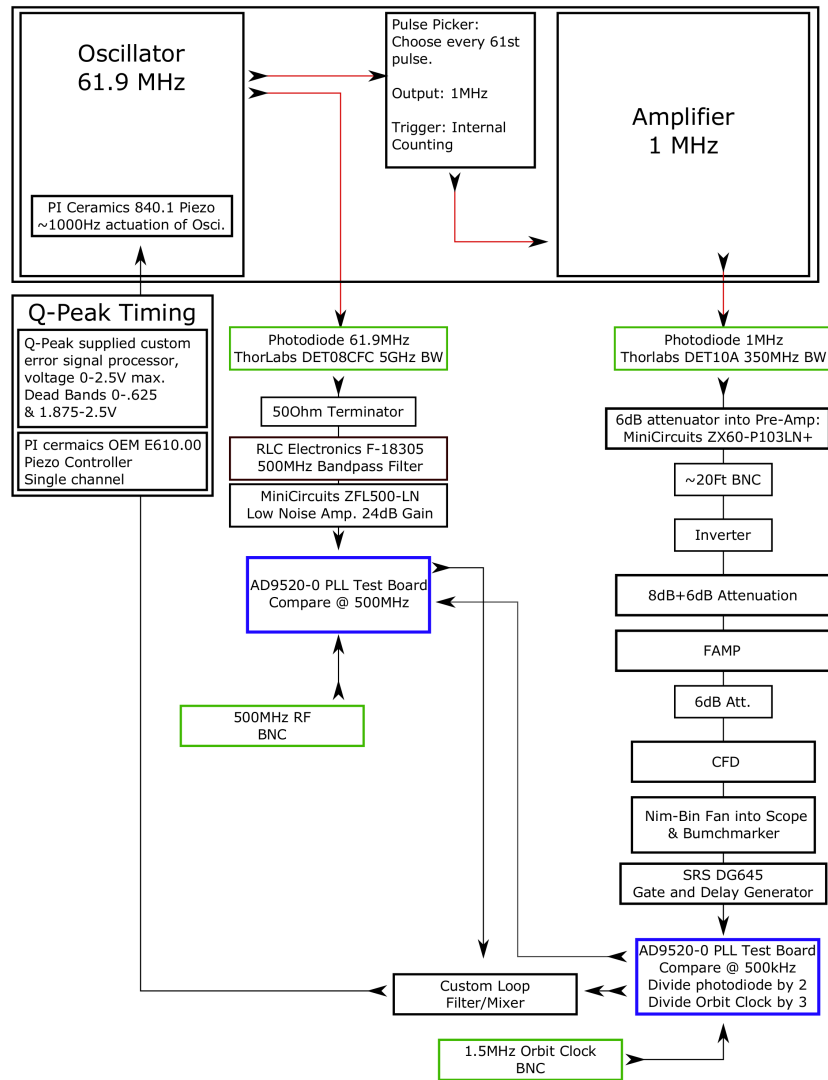 Oscillator
61.9 MHz
PI Ceramics 840.1 Piezo
~1000Hz actuation of Osci.
Pulse Picker:
Choose every 61st
pulse.
Output: 1MHz
Trigger: Internal
Counting
Amplifier
1 MHz
Q-Peak Timing
Q-Peak supplied custom
error signal processor,
voltage 0-2.5V max.
Dead Bands 0-.625
& 1.875-2.5V
PI cermaics OEM E610.00
Piezo Controller
Single channel
Photodiode 61.9MHz
ThorLabs DET08CFC 5GHz BW
50Ohm Terminator
RLC Electronics F-18305
500MHz Bandpass Filter
MiniCircuits ZFL500-LN
Low Noise Amp. 24dB Gain
AD9520-0 PLL Test Board
Compare @ 500MHz
500MHz RF
BNC
Photodiode 1MHz
Thorlabs DET10A 350MHz BW
6dB attenuator into Pre-Amp:
MiniCircuits ZX60-P103LN+
~20Ft BNC
Inverter
8dB+6dB Attenuation
FAMP
6dB Att.
CFD
Nim-Bin Fan into Scope
& Bumchmarker
SRS DG645
Gate and Delay Generator
AD9520-0 PLL Test Board
Compare @ 500kHz
Divide photodiode by 2
Divide Orbit Clock by 3
Custom Loop
Filter/Mixer
1.5MHz Orbit Clock
BNC